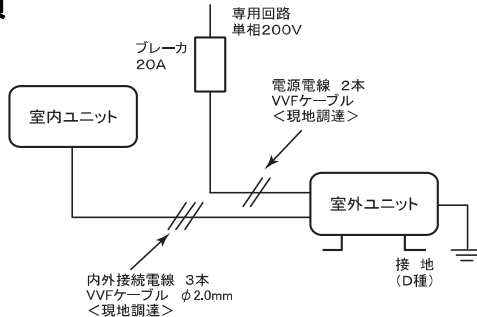 専用回路
単相200V
ブレーカ
20A
電源電線 2本
VVFケーブル
<現地調達>
室内ユニット
室外ユニット
接 地
(D種)
内外接続電線 3本
VVFケーブル φ2.0mm
<現地調達>